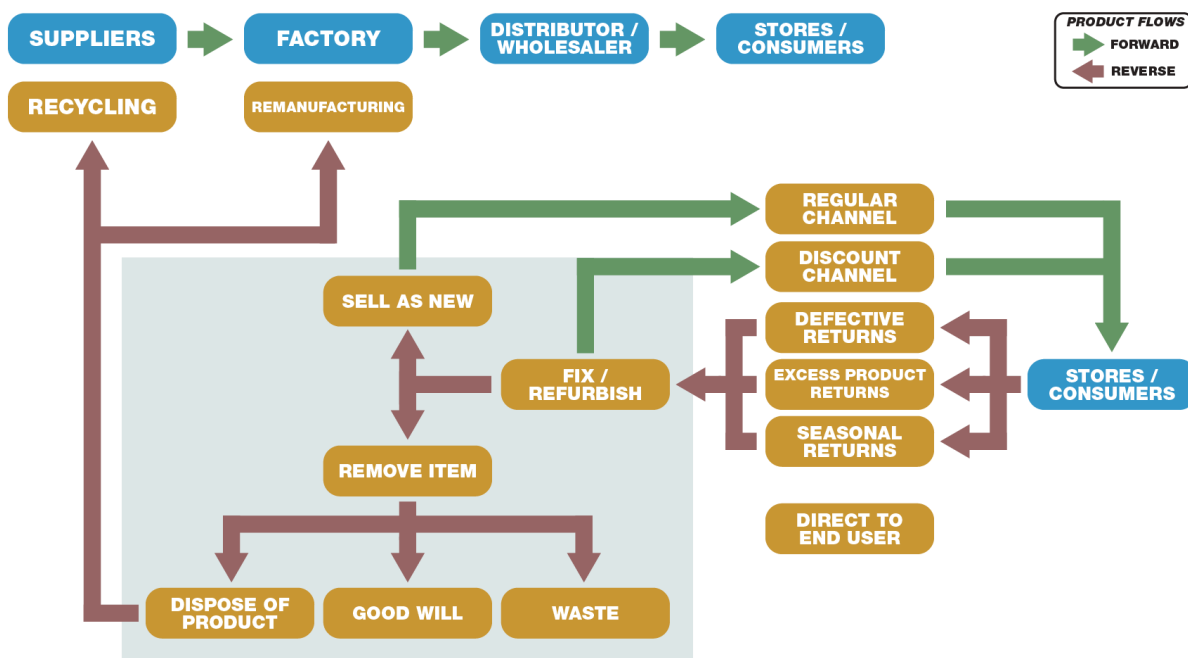 SUPPLIERS
FACTORY
DISTRIBUTOR /
WHOLESALER
STORES /
CONSUMERS
PRODUCT FLOWS
FORWARD
REVERSE
RECYCLING
REMANUFACTURING
REGULAR
CHANNEL
DISCOUNT
CHANNEL
SELL AS NEW
DEFECTIVE
RETURNS
FIX /
REFURBISH
EXCESS PRODUCT
RETURNS
STORES /
CONSUMERS
SEASONAL
RETURNS
REMOVE ITEM
DIRECT TO
END USER
DISPOSE OF
PRODUCT
GOOD WILL
WASTE